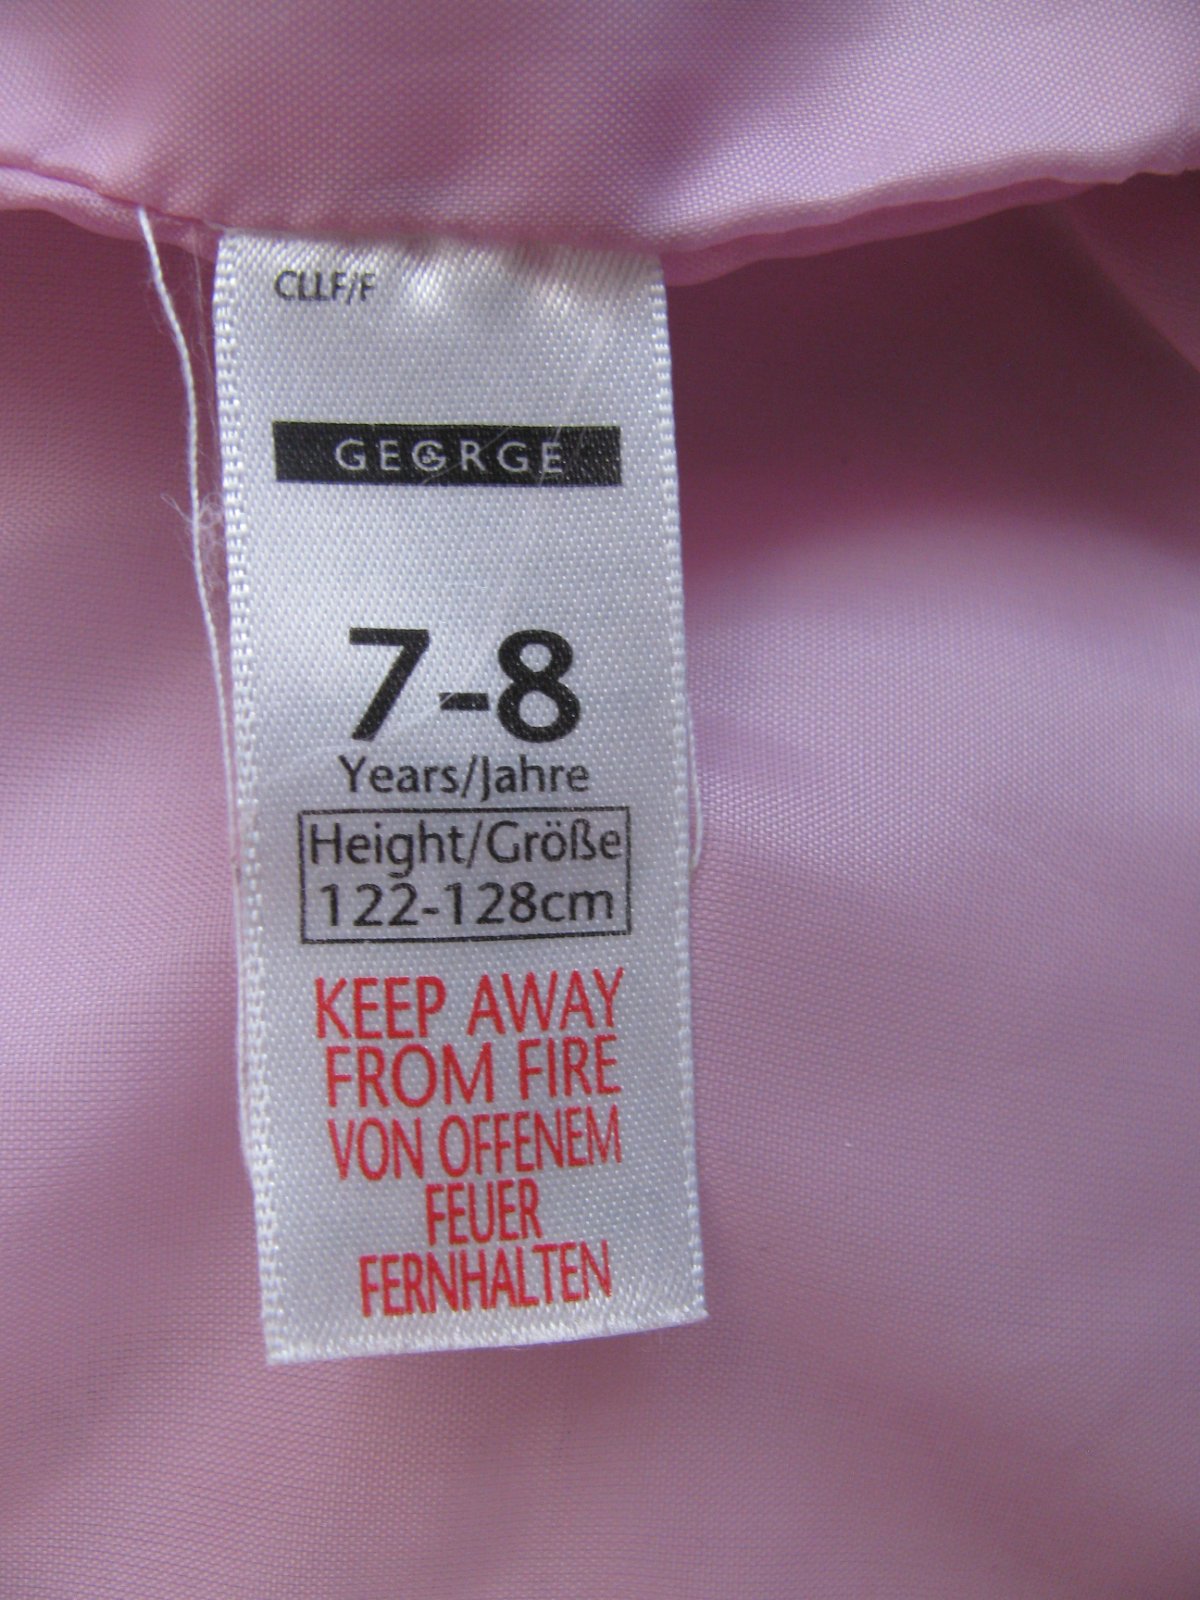 CLLF/F
GEORGE
7-8
Years/Jahre
Height/Größe
122-128cm
KEEP AWAY
FROM FIRE
VON OFFENEM
FEUER
FERNHALTEN